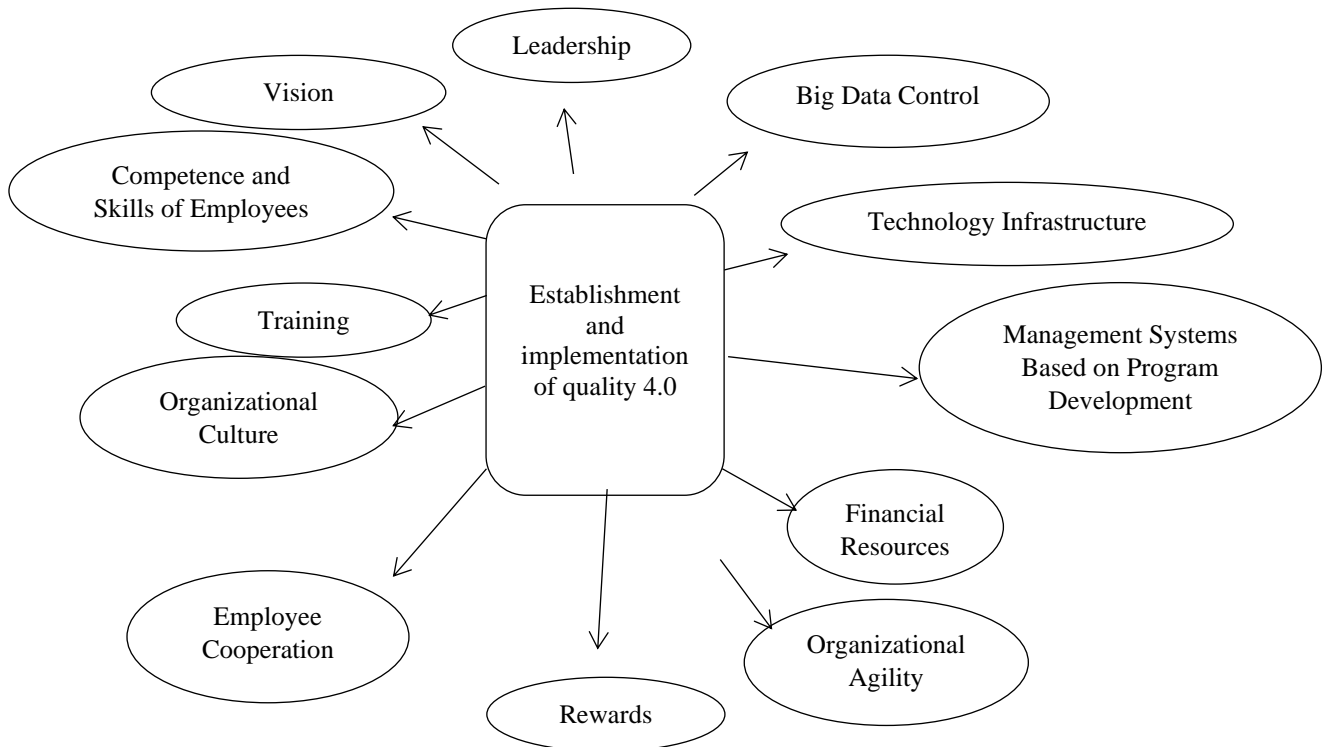 Leadership
Vision
Big Data Control
Competence and
Skills of Employees
Technology Infrastructure
Establishment
and
implementation
of quality 4.0
Training
Management Systems
Based on Program
Development
Organizational
Culture
Financial
Resources
Employee
Cooperation
Organizational
Agility
Rewards